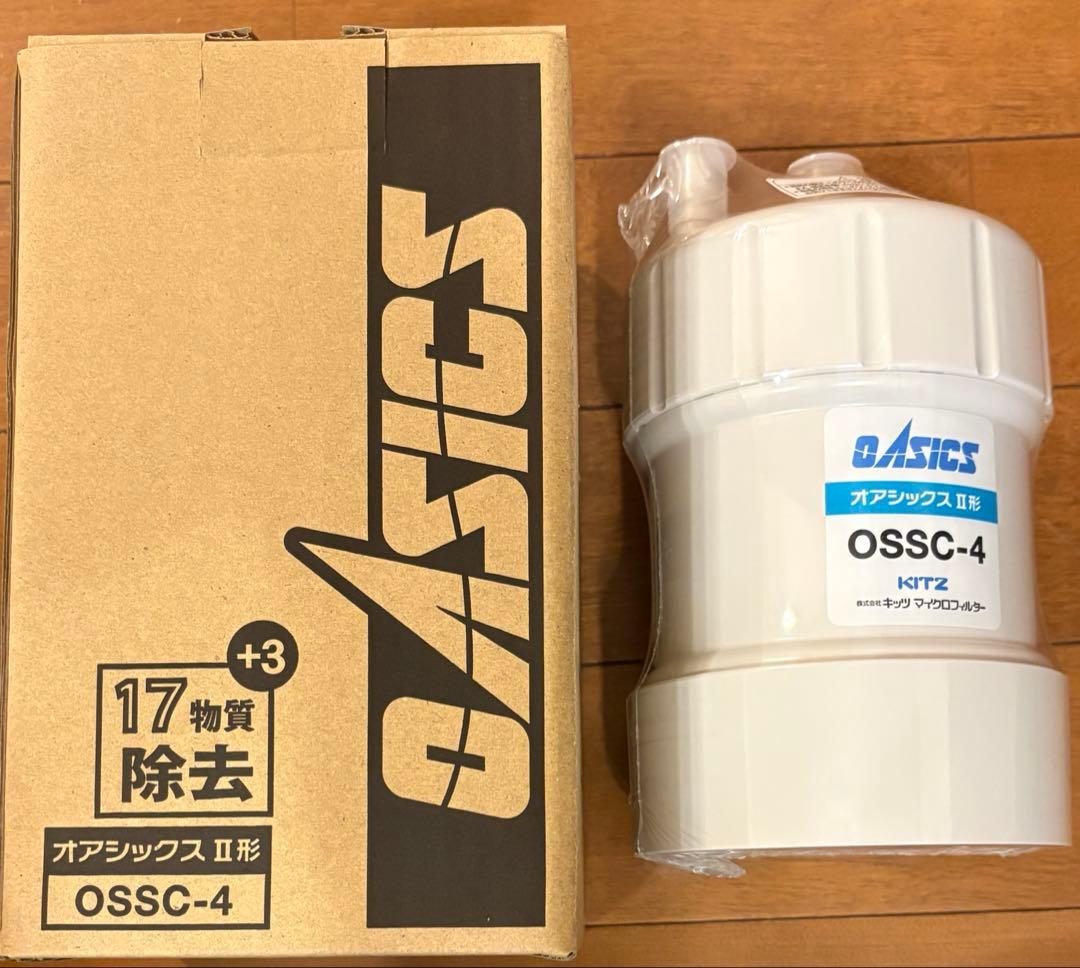 OASICS
+3
17物質
除去
オアシックス II形
OSSC-4
OASICS
オアシックス II形
OSSC-4
KITZ
株式会社 キッツ マイクロフィルター